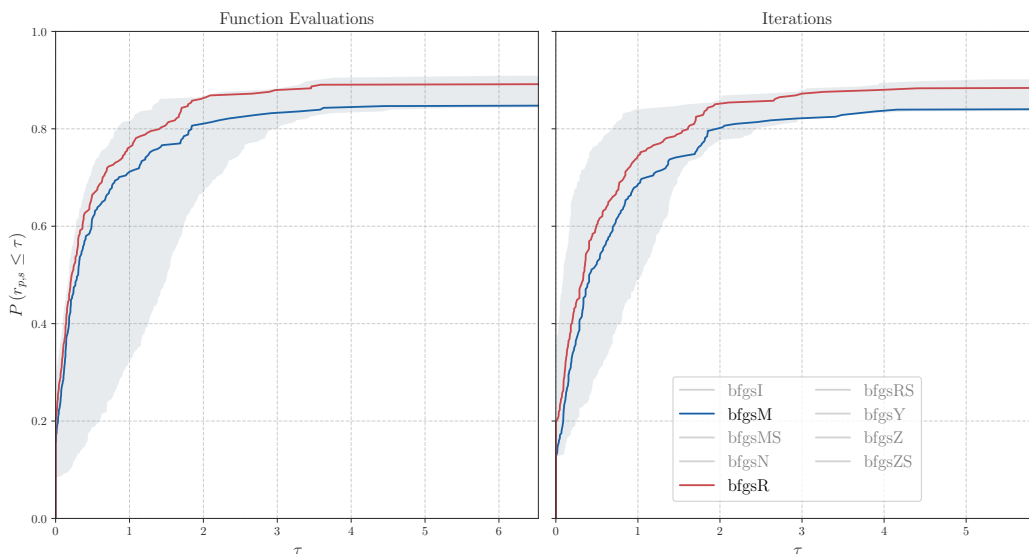 Function Evaluations
Iterations
1.0
0.8
0.6
0.4
0.2
0.0
P (r_{p,s} ≤ τ)
0 1 2 3 4 5 6
τ
0 1 2 3 4 5
τ
bfgsI
bfgsM
bfgsMS
bfgsN
bfgsR
bfgsRS
bfgsY
bfgsZ
bfgsZS